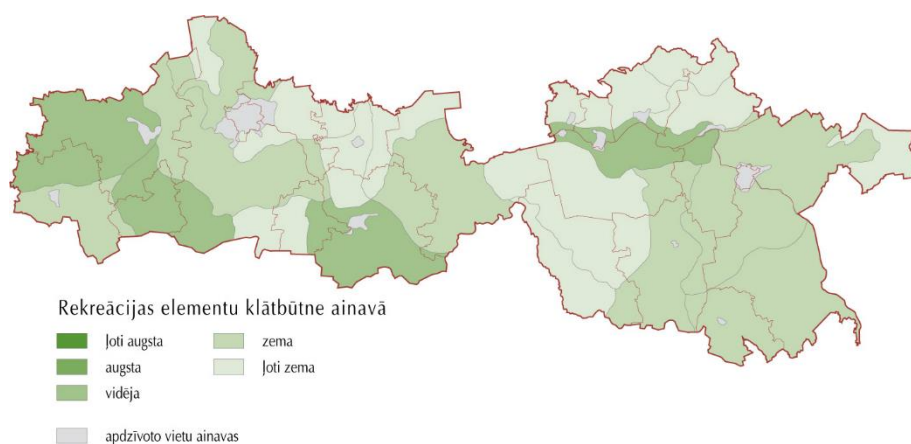 Rekreācijas elementu klātbūtne ainavā
ļoti augsta
augsta
vidēja
zema
ļoti zema
apdzīvoto vietu ainavas